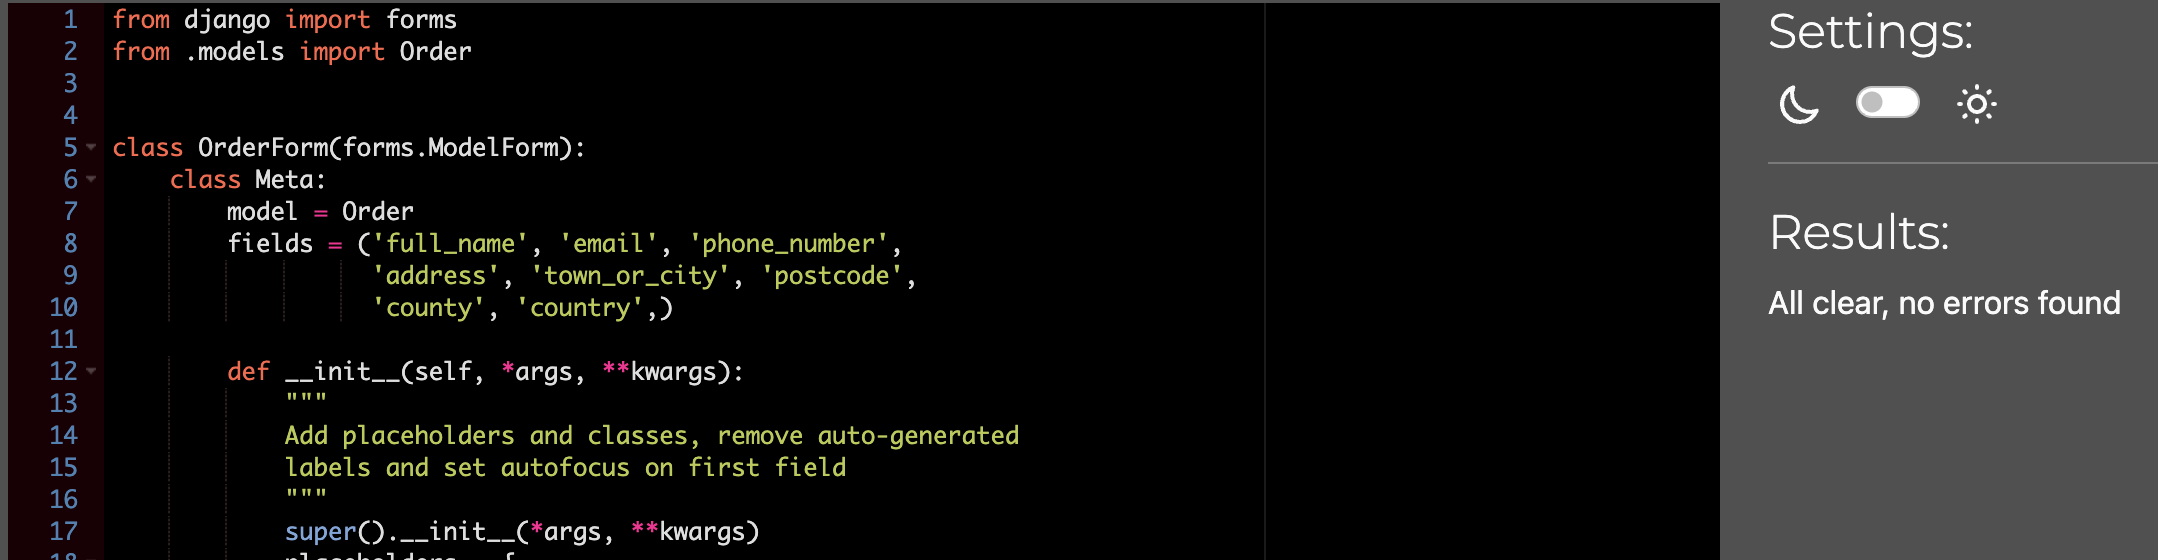 1 from django import forms
2 from .models import Order
3
4
5 class OrderForm(forms.ModelForm):
6     class Meta:
7         model = Order
8         fields = ('full_name', 'email', 'phone_number',
9                   'address', 'town_or_city', 'postcode',
10                   'county', 'country',)
11
12         def __init__(self, *args, **kwargs):
13             """
14             Add placeholders and classes, remove auto-generated
15             labels and set autofocus on first field
16             """
17             super().__init__(*args, **kwargs)
Settings:
Results:
All clear, no errors found